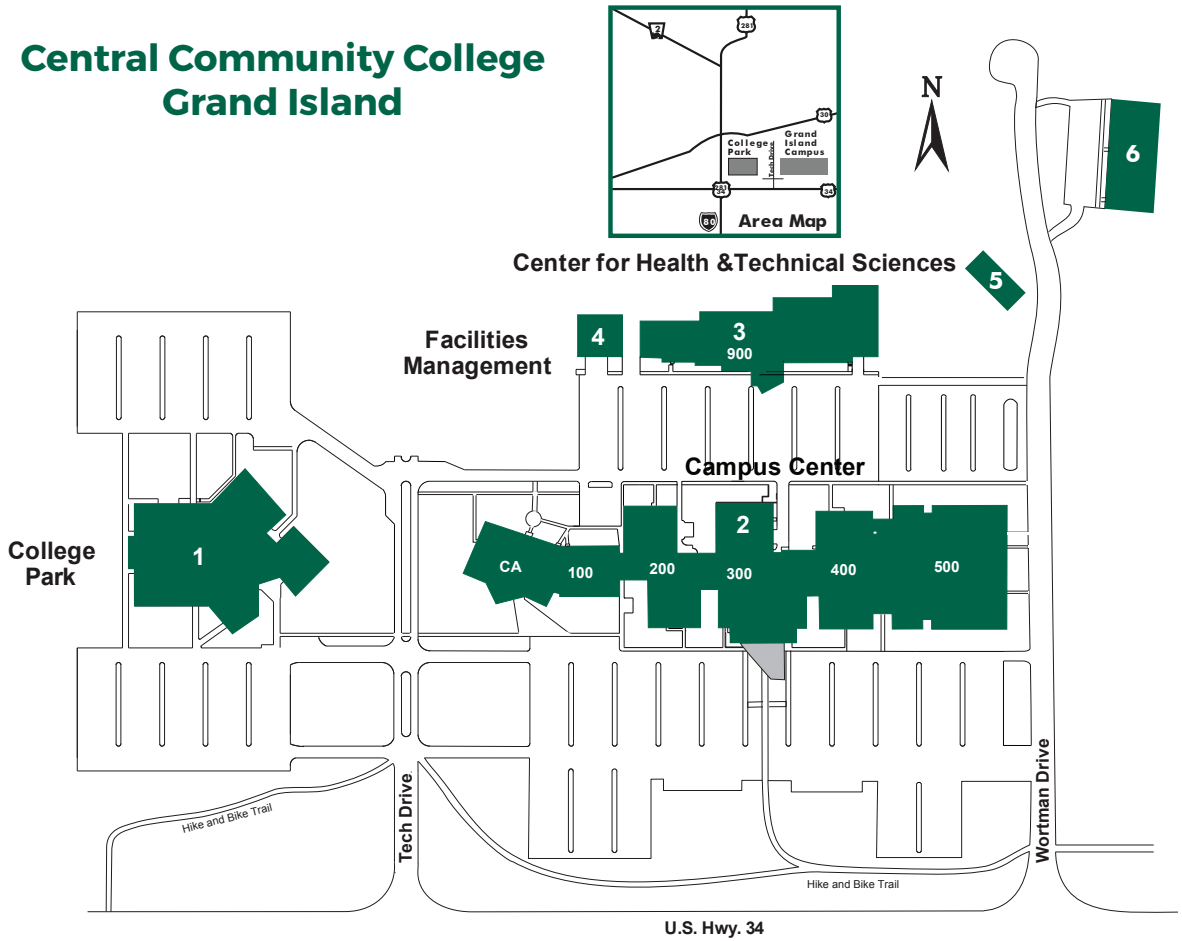 Central Community College
Grand Island
2
281
30
College
Park
Tech Drive
Grand
Island
Campus
281
34
34
80
Area Map
N
6
Center for Health &Technical Sciences
5
Facilities
Management
4
3
900
Campus Center
College
Park
1
2
CA
100
200
300
400
500
Hike and Bike Trail
Tech Drive
Wortman Drive
Hike and Bike Trail
U.S. Hwy. 34